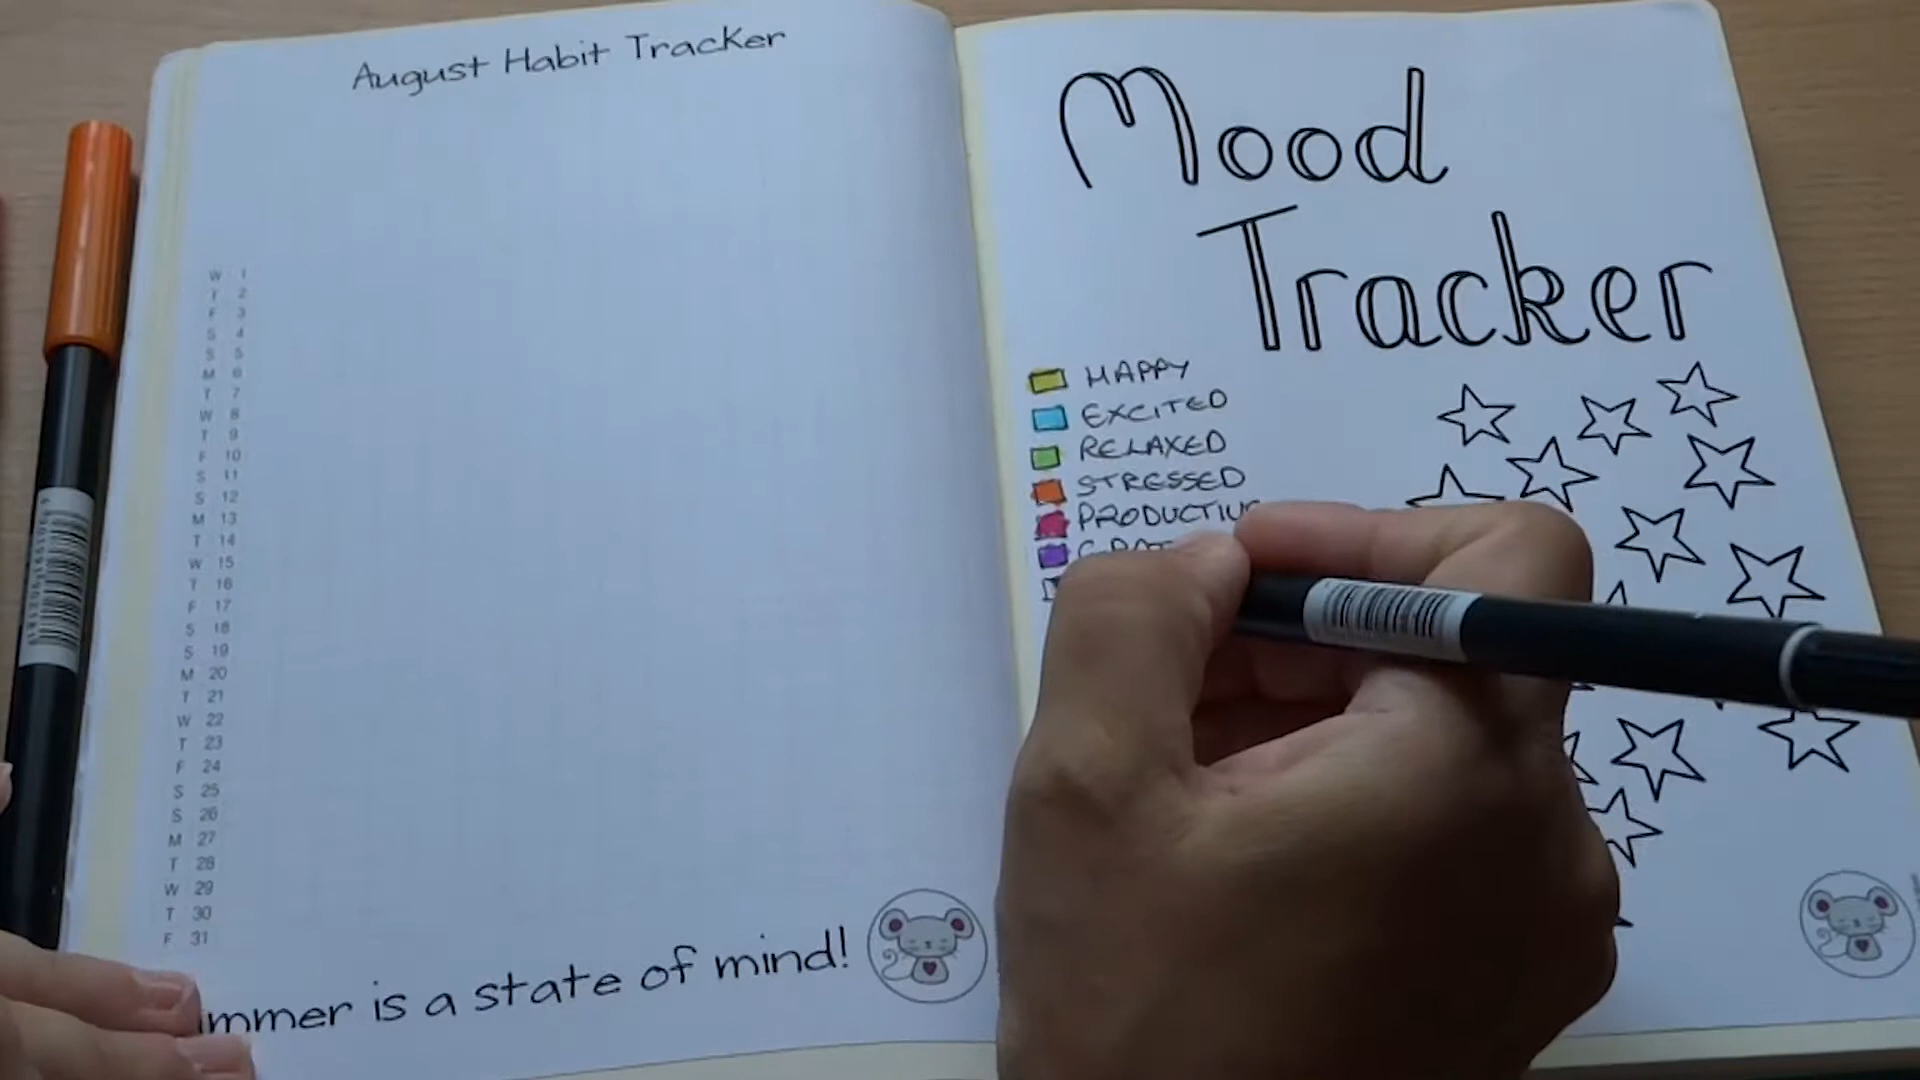 August Habit Tracker
W 1
T 2
F 3
S 4
S 5
M 6
T 7
W 8
T 9
F 10
S 11
S 12
M 13
T 14
W 15
T 16
F 17
S 18
S 19
M 20
T 21
W 22
T 23
F 24
S 25
S 26
M 27
T 28
W 29
T 30
F 31
is a state of mind!
Mood
Tracker
HAPPY
EXCITED
RELAXED
STRESSED